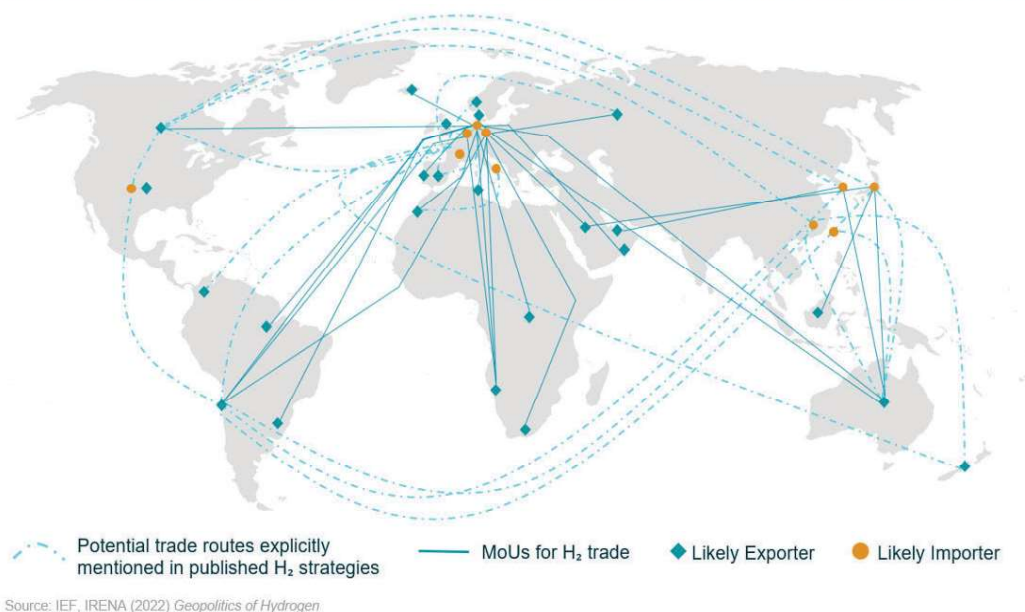 Potential trade routes explicitly
mentioned in published H₂ strategies
MoUs for H₂ trade
Likely Exporter
Likely Importer
Source: IEF, IRENA (2022) Geopolitics of Hydrogen